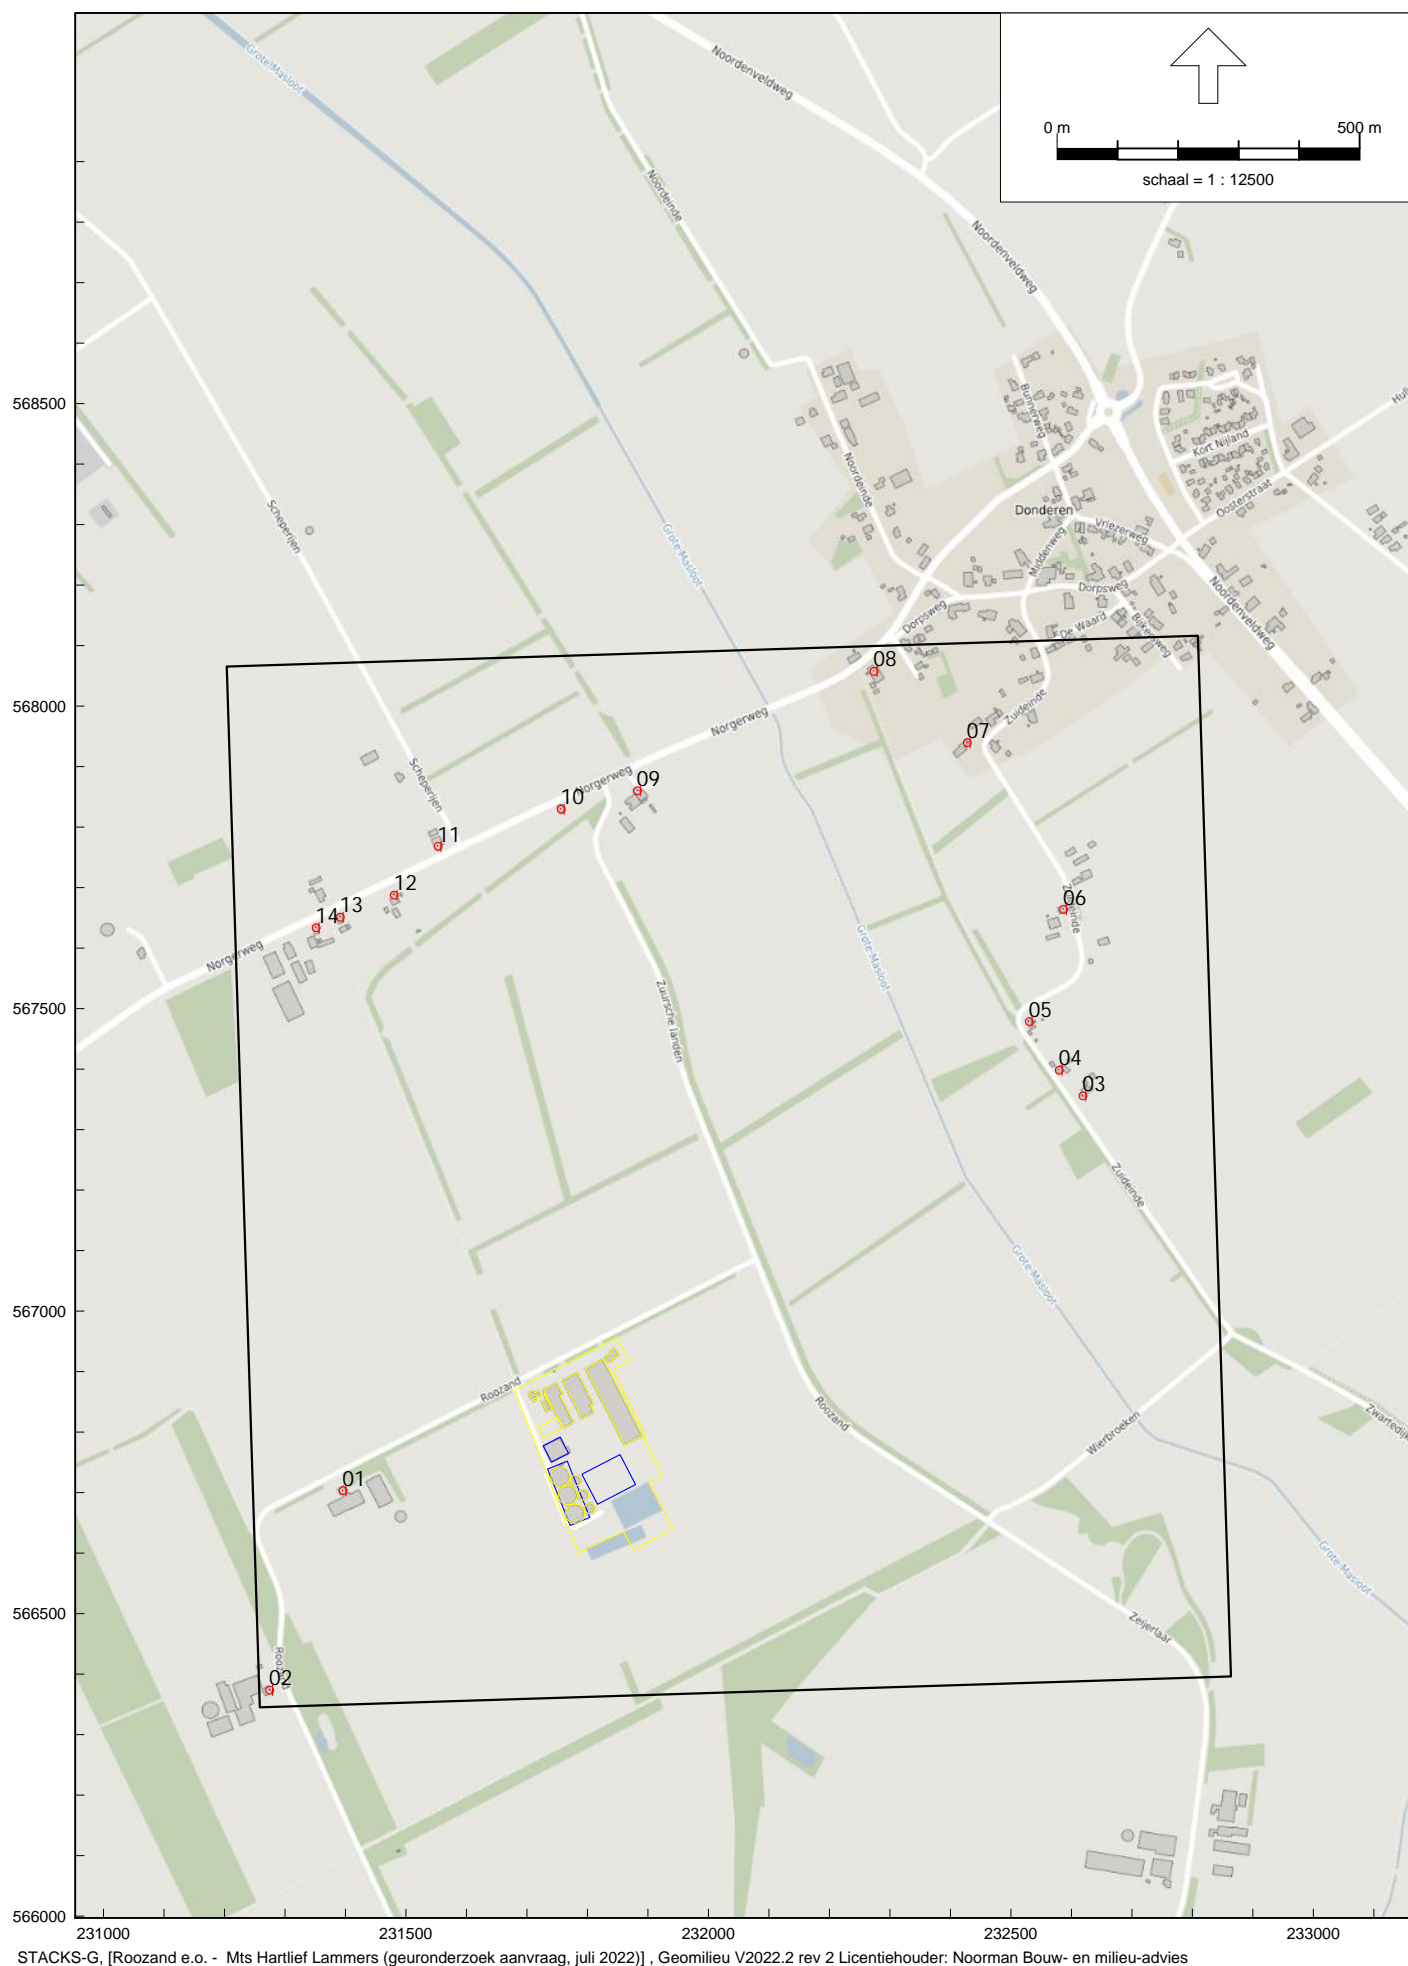 0 m 500 m
schaal = 1 : 12500
Grote Masloot
Noordenveldweg
Noordeinde
Noordenveldweg
568500
Bunnerweg
Kort Nijland
Noordeinde
Oosterstraat
Scheperijen
Donderen
Vriezerweg
Grote Masloot
Middenweg
Dorpsweg
Noordenveldweg
Dorpsweg
De Waard
Bijkersweg
08
568000
Norgerweg
Zuideinde
07
Scheperijen
Norgerweg
09
10
11
12
06
Zuideinde
13
14
Norgerweg
Grote Masloot
567500
Zuursche landen
05
04
03
Zuideinde
Grote Masloot
567000
Roozand
Roozand
Zwartedijk
Wierbroeken
01
Grote Masloot
566500
Zeijerlaar
02
566000
231000 231500 232000 232500 233000
STACKS-G, [Roozand e.o. - Mts Hartlief Lammers (geuronderzoek aanvraag, juli 2022)] , Geomilieu V2022.2 rev 2 Licentiehouder: Noorman Bouw- en milieu-advies